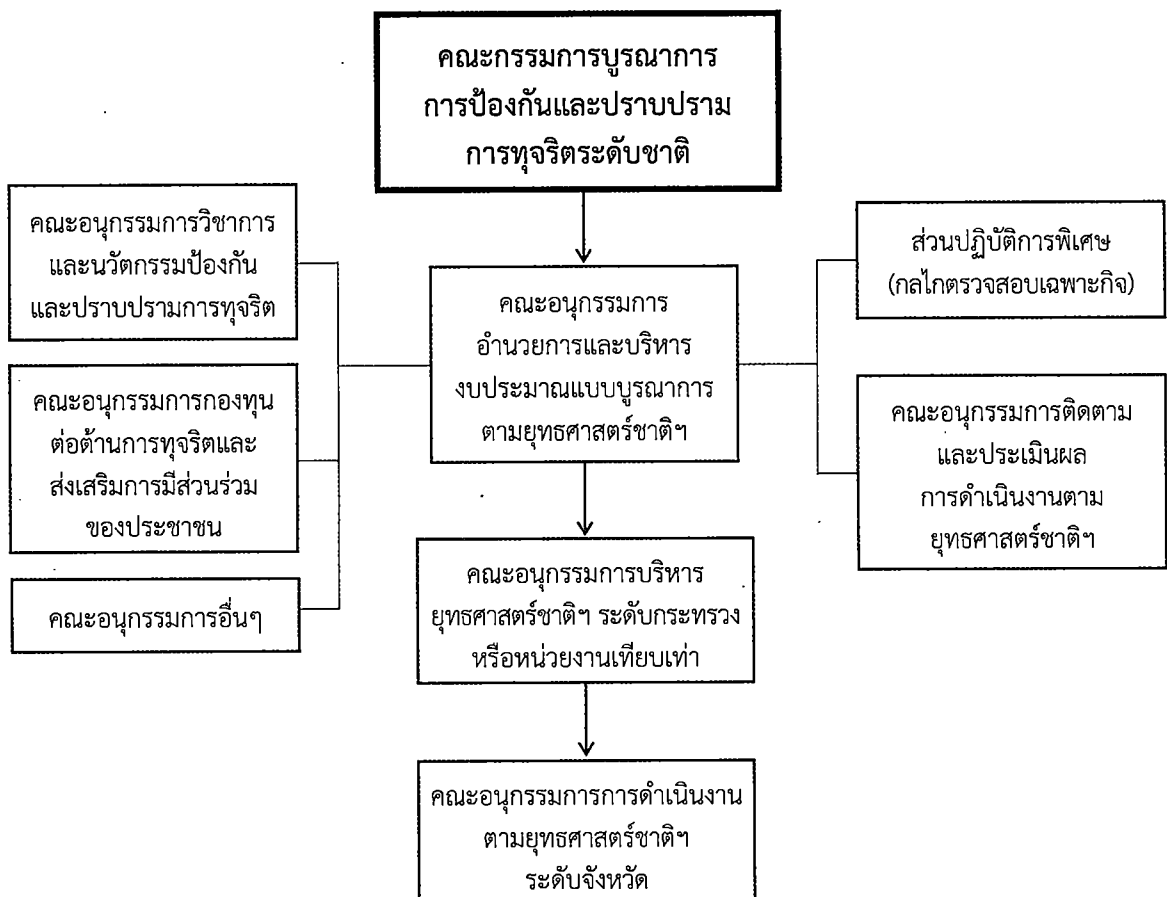 คณะกรรมการบูรณาการ
การป้องกันและปราบปราม
การทุจริตระดับชาติ
คณะอนุกรรมการวิชาการ
และนวัตกรรมป้องกัน
และปราบปรามการทุจริต
คณะอนุกรรมการกองทุน
ต่อต้านการทุจริตและ
ส่งเสริมการมีส่วนร่วม
ของประชาชน
คณะอนุกรรมการอื่นๆ
คณะอนุกรรมการ
อำนวยการและบริหาร
งบประมาณแบบบูรณาการ
ตามยุทธศาสตร์ชาติฯ
ส่วนปฏิบัติการพิเศษ
(กลไกตรวจสอบเฉพาะกิจ)
คณะอนุกรรมการติดตาม
และประเมินผล
การดำเนินงานตาม
ยุทธศาสตร์ชาติฯ
คณะอนุกรรมการบริหาร
ยุทธศาสตร์ชาติฯ ระดับกระทรวง
หรือหน่วยงานเทียบเท่า
คณะอนุกรรมการการดำเนินงาน
ตามยุทธศาสตร์ชาติฯ
ระดับจังหวัด